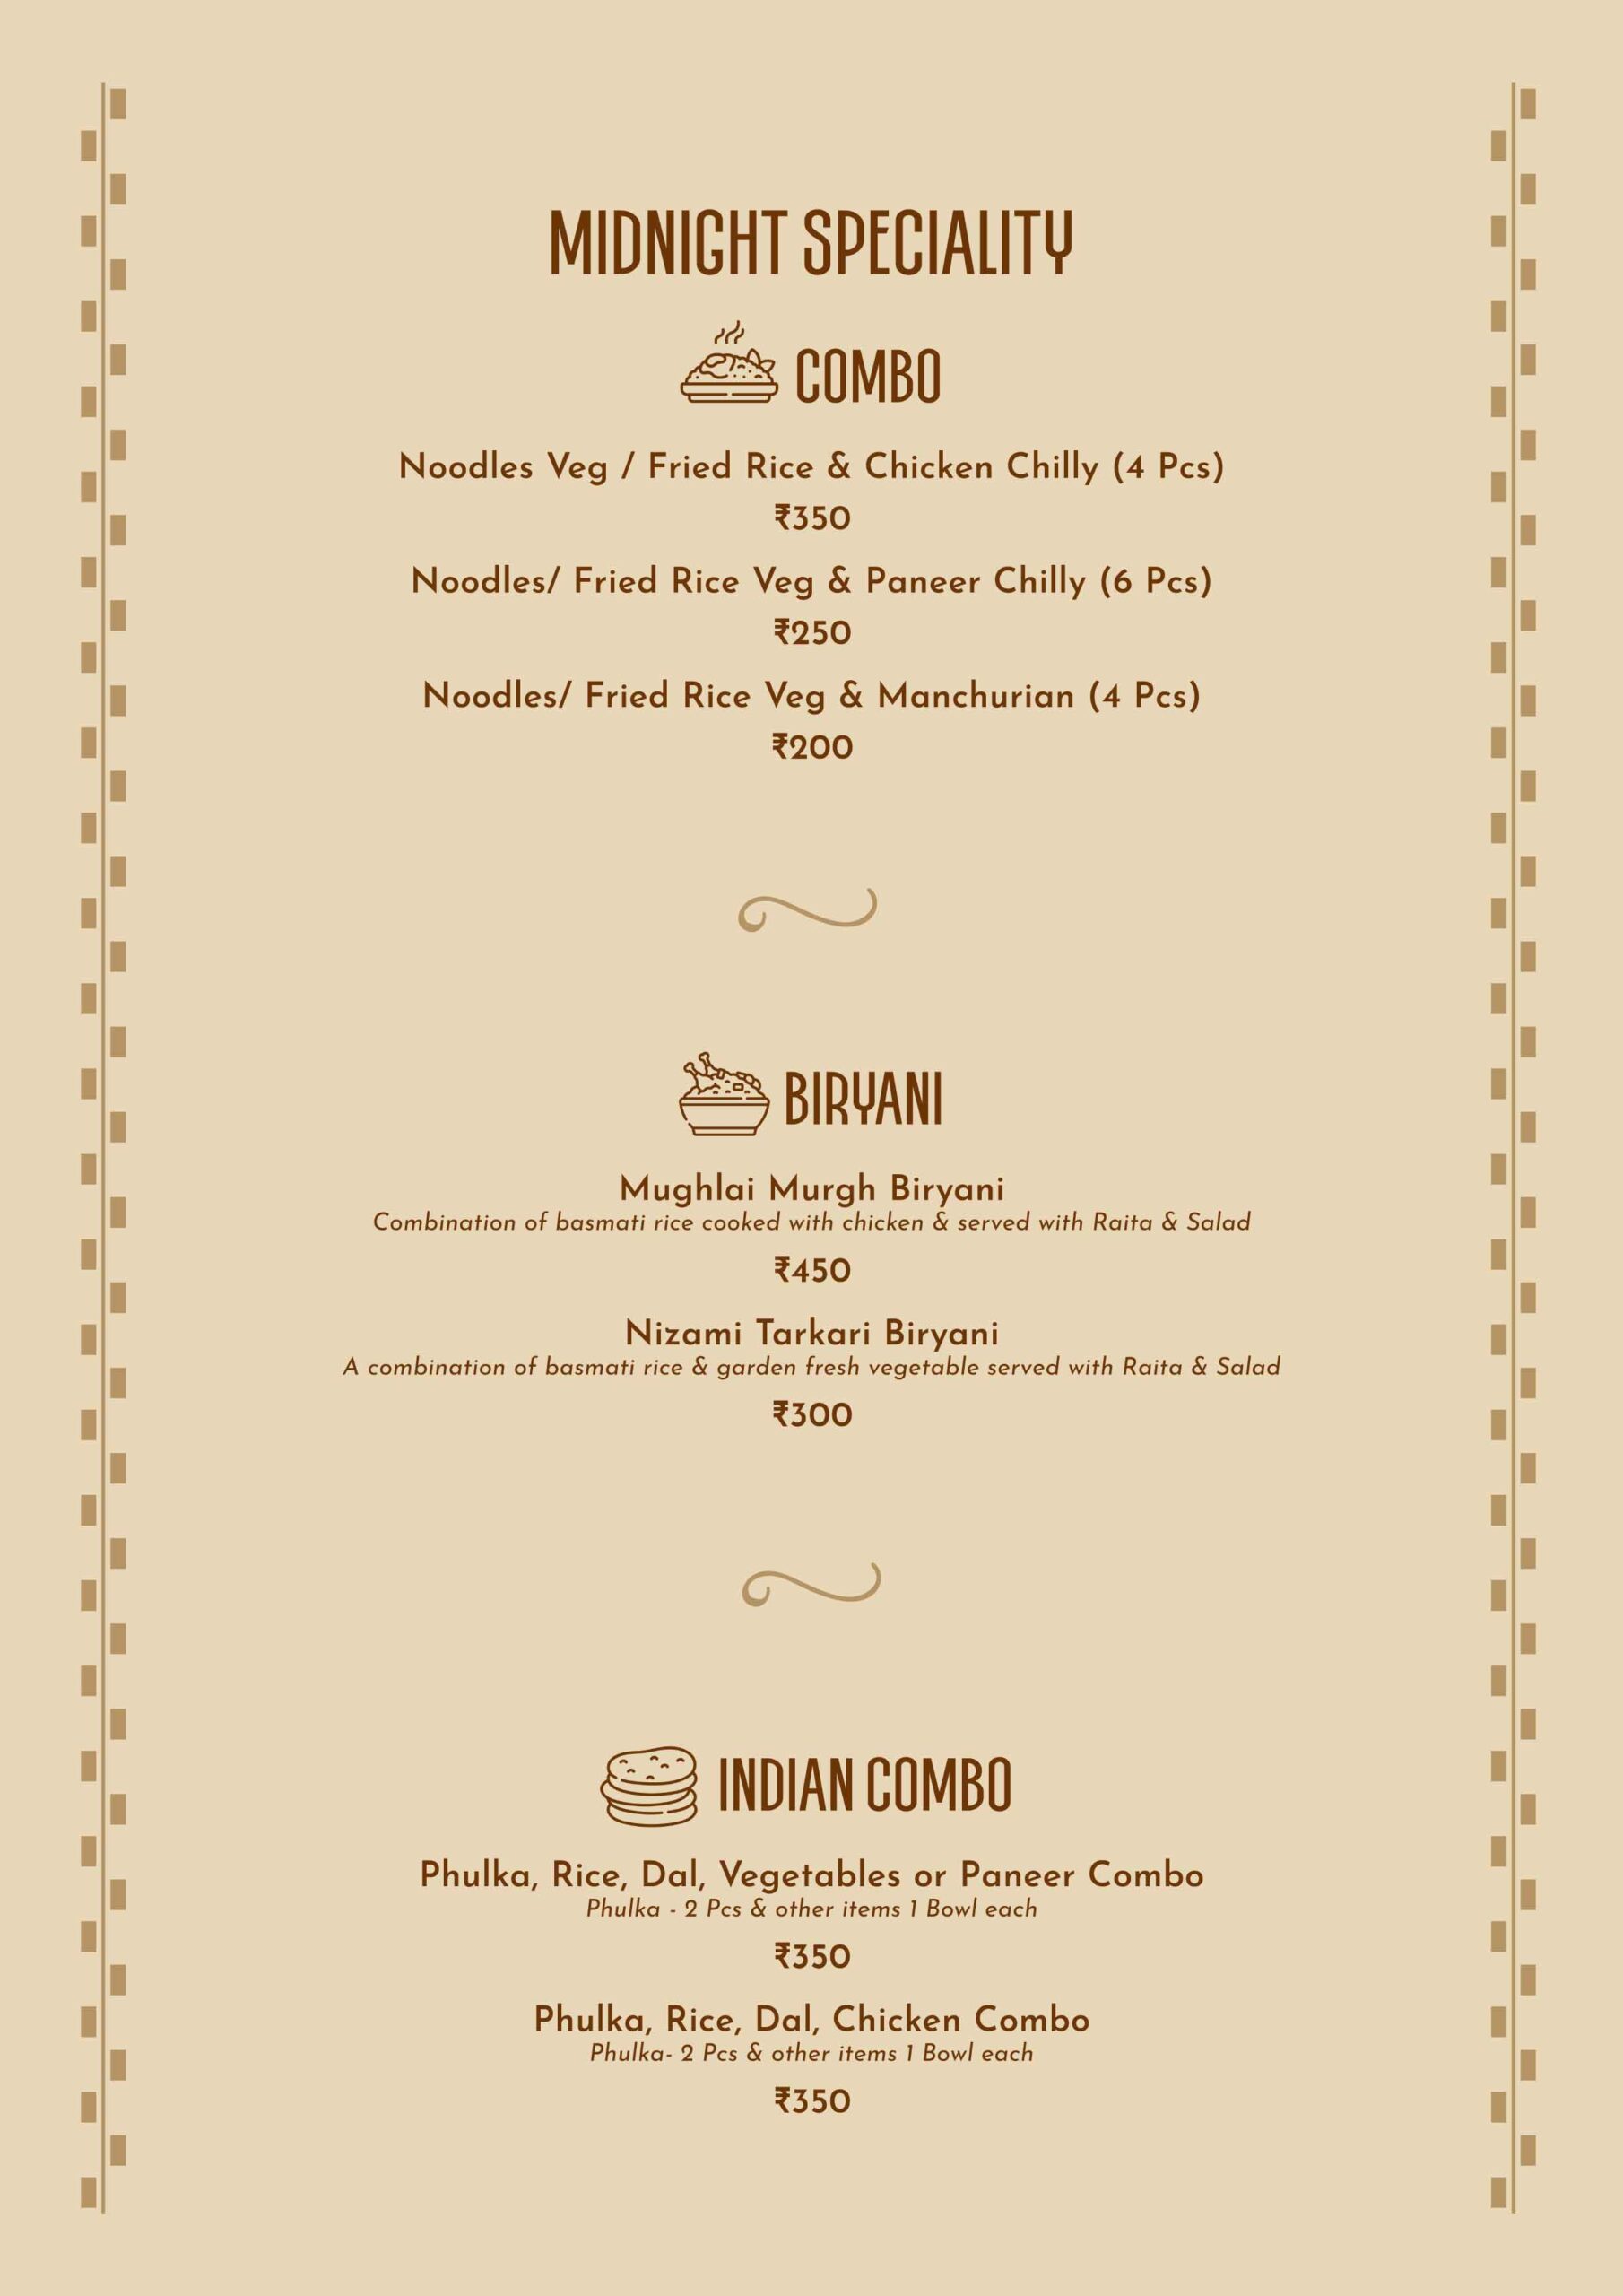 MIDNIGHT SPECIALITY
COMBO
Noodles Veg / Fried Rice & Chicken Chilly (4 Pcs)
₹350
Noodles/ Fried Rice Veg & Paneer Chilly (6 Pcs)
₹250
Noodles/ Fried Rice Veg & Manchurian (4 Pcs)
₹200
BIRYANI
Mughlai Murgh Biryani
Combination of basmati rice cooked with chicken & served with Raita & Salad
₹450
Nizami Tarkari Biryani
A combination of basmati rice & garden fresh vegetable served with Raita & Salad
₹300
INDIAN COMBO
Phulka, Rice, Dal, Vegetables or Paneer Combo
Phulka - 2 Pcs & other items 1 Bowl each
₹350
Phulka, Rice, Dal, Chicken Combo
Phulka- 2 Pcs & other items 1 Bowl each
₹350